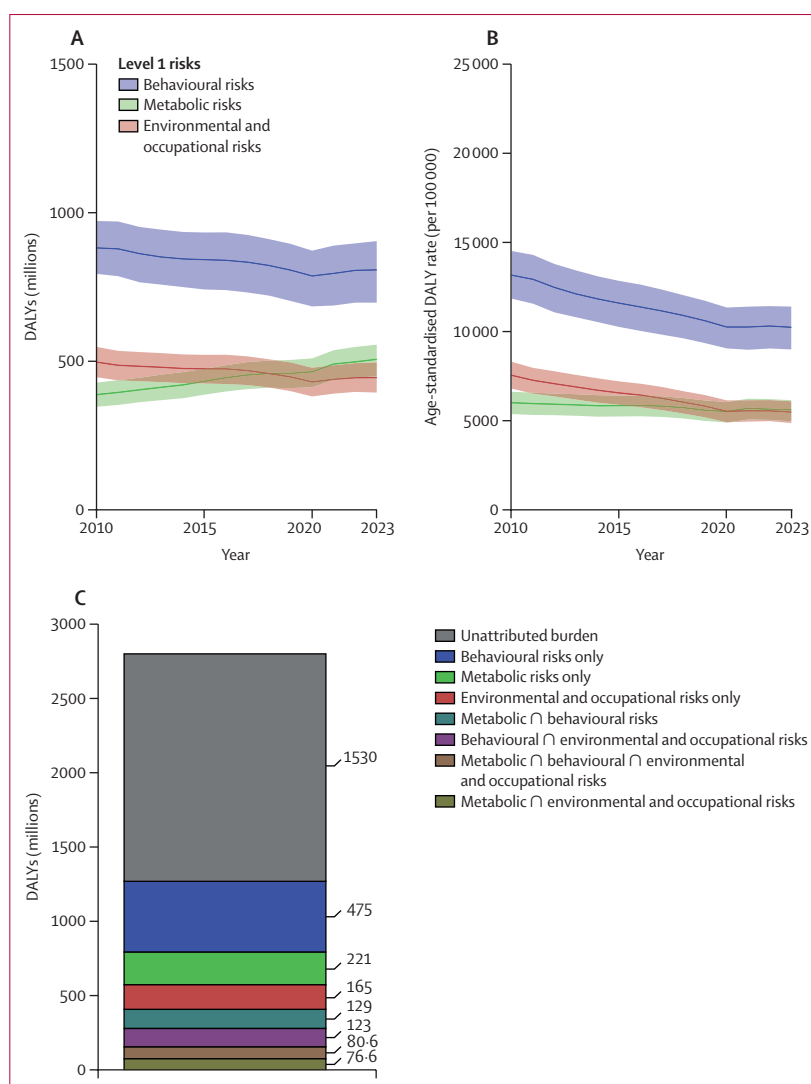 A
1500
1000
500
0
DALYs (millions)
Level 1 risks
Behavioural risks
Metabolic risks
Environmental and
occupational risks
2010
2015
2020
2023
Year
B
25 000
20 000
15 000
10 000
5000
0
Age-standardised DALY rate (per 100 000)
2010
2015
2020
2023
Year
C
3000
2500
2000
1500
1000
500
0
DALYs (millions)
1530
475
221
165
129
123
80·6
76·6
Unattributed burden
Behavioural risks only
Metabolic risks only
Environmental and occupational risks only
Metabolic ∩ behavioural risks
Behavioural ∩ environmental and occupational risks
Metabolic ∩ behavioural ∩ environmental
and occupational risks
Metabolic ∩ environmental and occupational risks